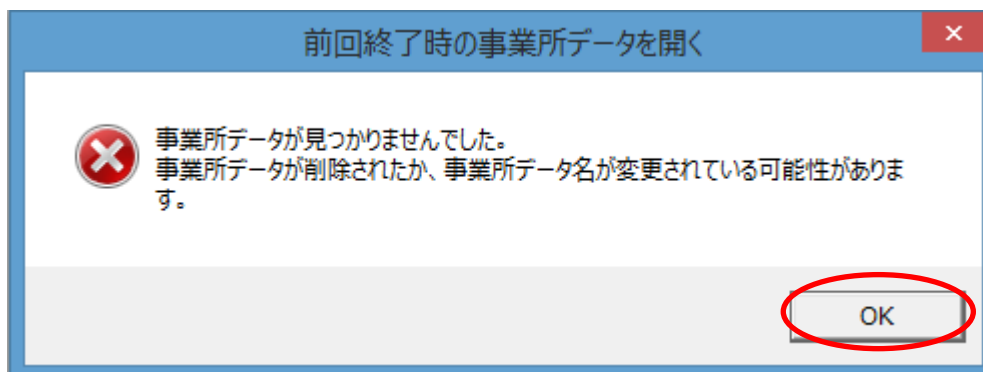 前回終了時の事業所データを開く
事業所データが見つかりませんでした。
事業所データが削除されたか、事業所データ名が変更されている可能性がありま
す。
OK